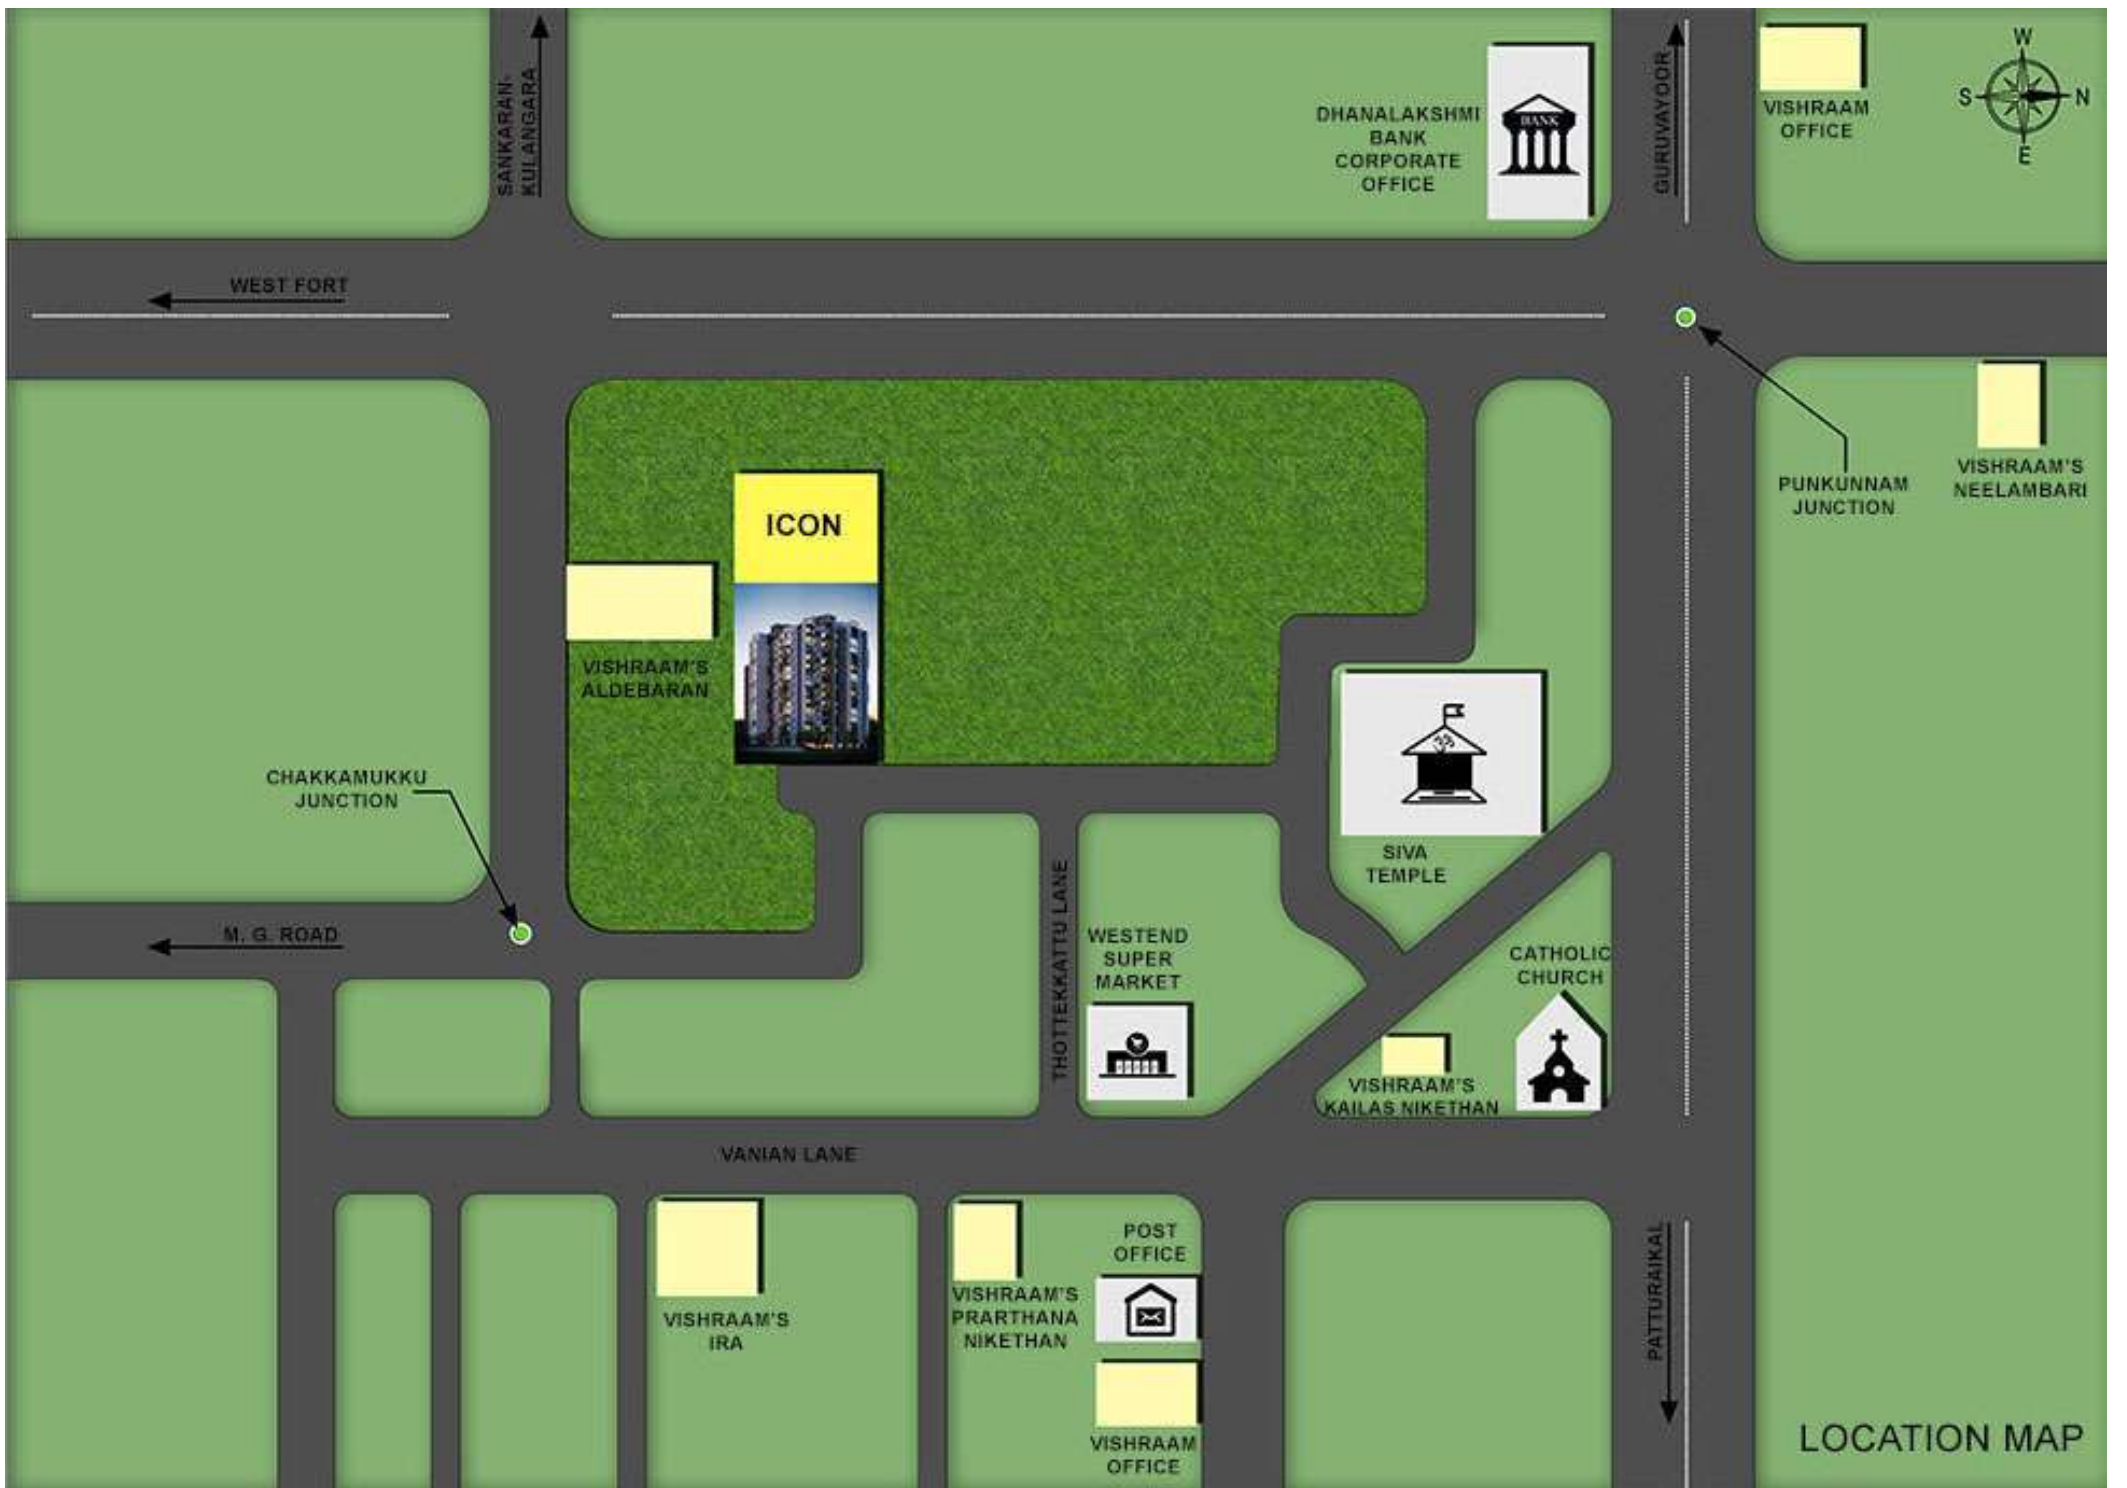 SANKARAN-
KULANGARA
DHANALAKSHMI
BANK
CORPORATE
OFFICE
BANK
GURUVAYOOR
VISHRAAM
OFFICE
W
S
N
E
WEST FORT
ICON
VISHRAAM'S
ALDEBARAN
PUNKUNNAM
JUNCTION
VISHRAAM'S
NEELAMBARI
CHAKKAMUKKU
JUNCTION
SIVA
TEMPLE
M. G. ROAD
THOTTEKKATTU LANE
WESTEND
SUPER
MARKET
CATHOLIC
CHURCH
VISHRAAM'S
KAILAS NIKETHAN
VANIAN LANE
VISHRAAM'S
IRA
VISHRAAM'S
PRARTHANA
NIKETHAN
POST
OFFICE
VISHRAAM
OFFICE
PATTURAIKAL
LOCATION MAP